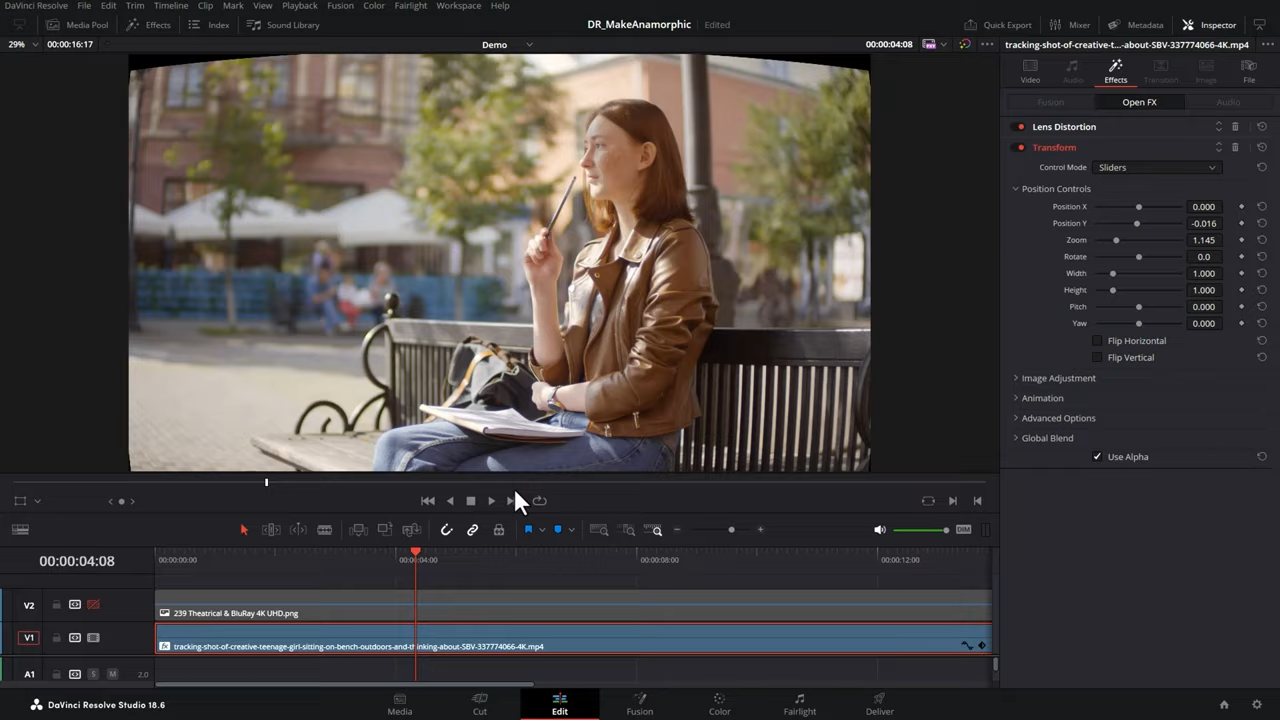 DaVinci Resolve File Edit Trim Timeline Clip Mark View Playback Fusion Color Fairlight Workspace Help
Media Pool Effects Index Sound Library DR_MakeAnamorphic Edited Quick Export Mixer Metadata Inspector
29% 00:00:16:17 Demo 00:00:04:08 tracking-shot-of-creative-t...-about-SBV-337774066-4K.mp4
Video Audio Effects Transition Image File
Fusion Open FX Audio
Lens Distortion
Transform
Control Mode Sliders
Position Controls
Position X 0.000
Position Y -0.016
Zoom 1.145
Rotate 0.0
Width 1.000
Height 1.000
Pitch 0.000
Yaw 0.000
Flip Horizontal
Flip Vertical
Image Adjustment
Animation
Advanced Options
Global Blend
Use Alpha
DIM
00:00:04:08 00:00:00:00 00:00:04:00 00:00:08:00 00:00:12:00
V2 239 Theatrical & BluRay 4K UHD.png
V1 tracking-shot-of-creative-teenage-girl-sitting-on-bench-outdoors-and-thinking-about-SBV-337774066-4K.mp4
A1 S M 2.0
DaVinci Resolve Studio 18.6 Media Cut Edit Fusion Color Fairlight Deliver